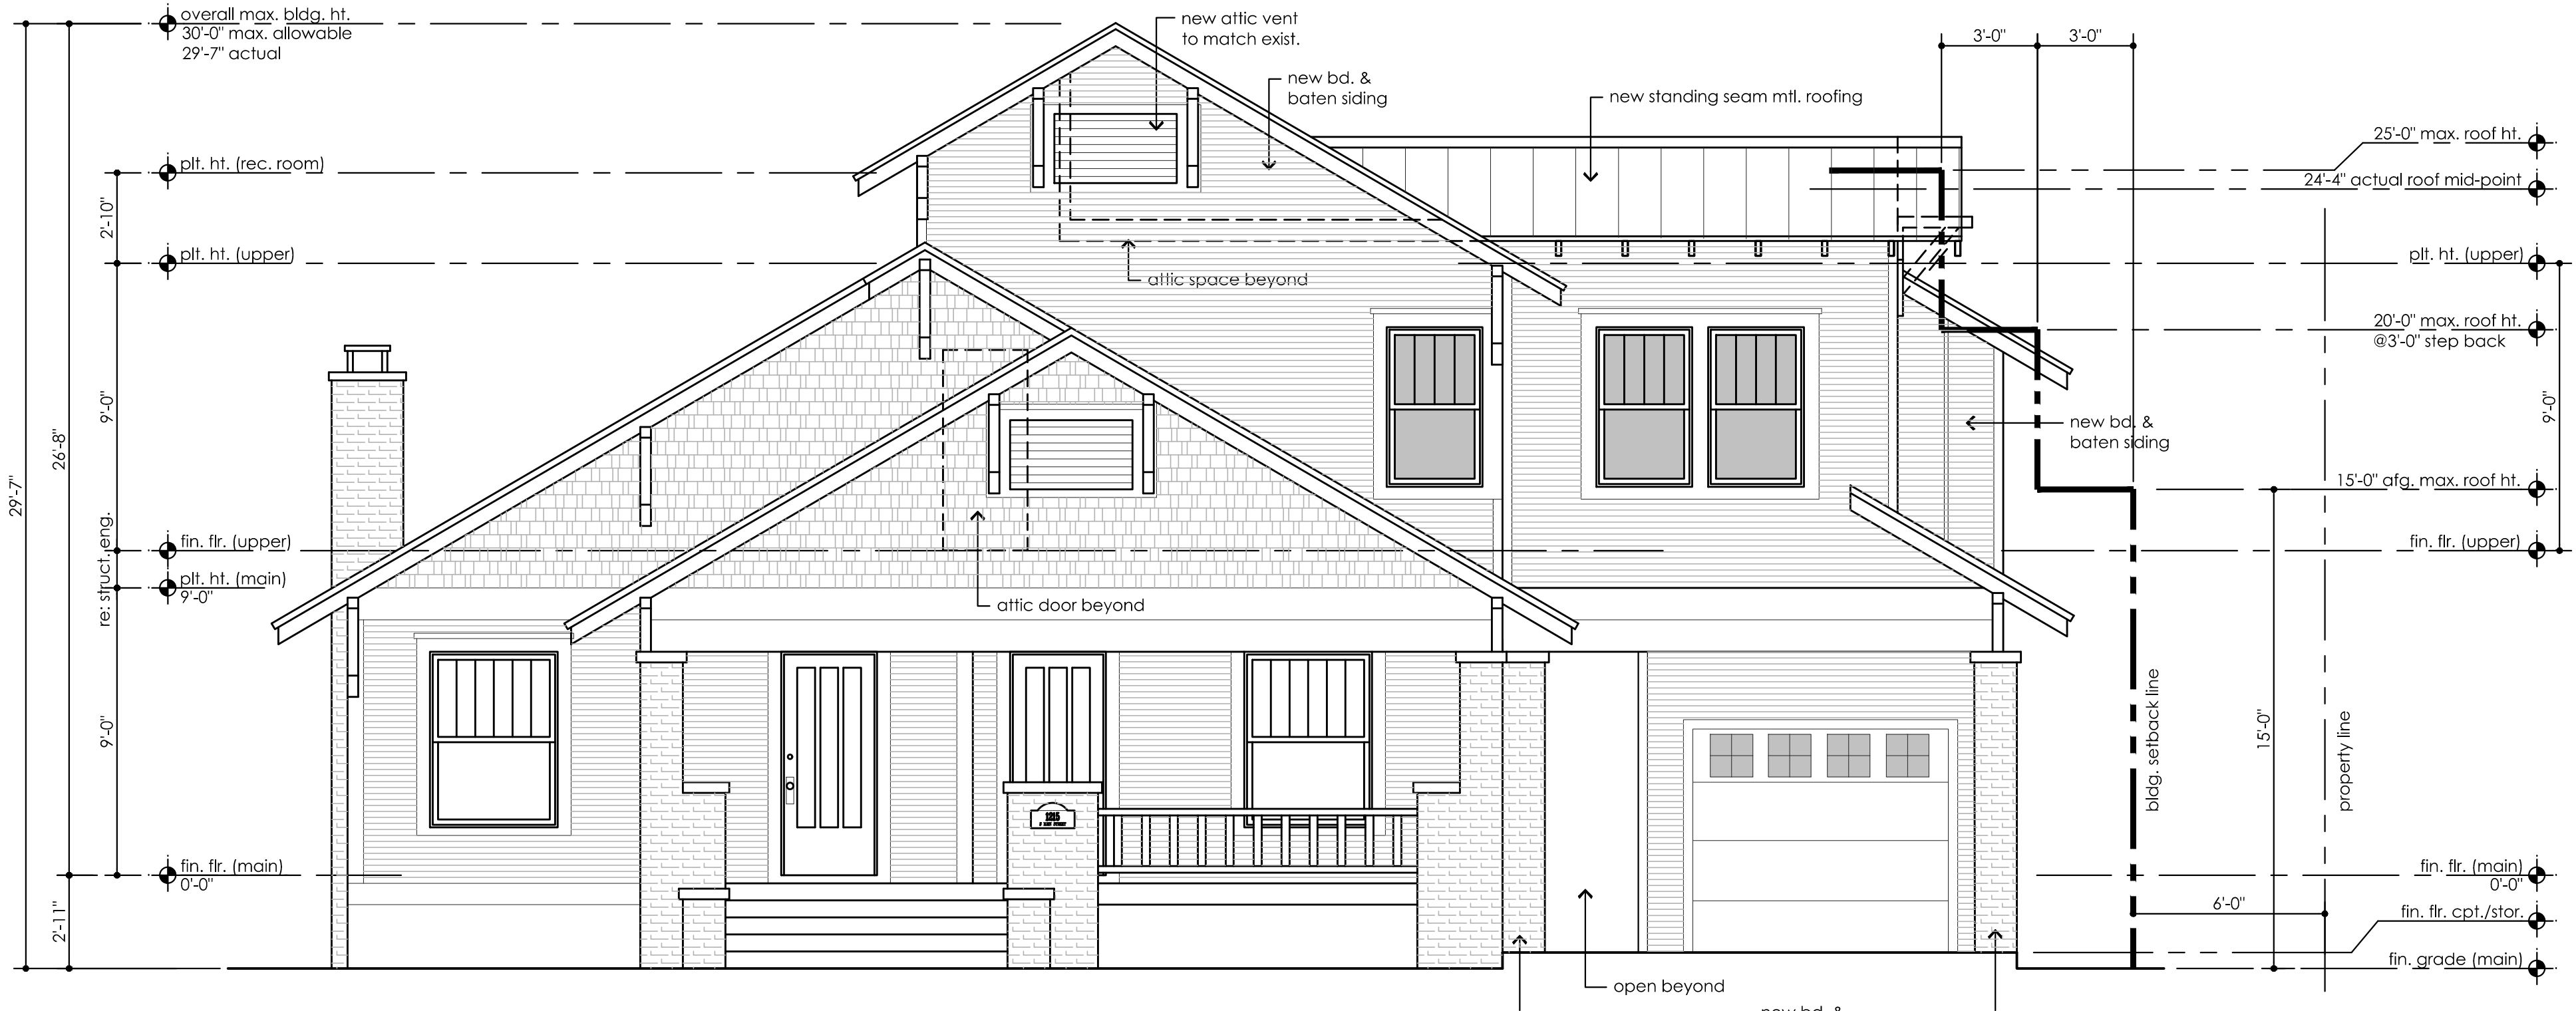 overall max. bldg. ht.
30'-0" max. allowable
29'-7" actual
new attic vent
to match exist.
new bd. &
baten siding
new standing seam mtl. roofing
3'-0"
3'-0"
25'-0" max. roof ht.
24'-4" actual roof mid-point
plt. ht. (rec. room)
2'-10"
plt. ht. (upper)
plt. ht. (upper)
attic space beyond
20'-0" max. roof ht.
@3'-0" step back
9'-0"
9'-0"
26'-8"
29'-7"
new bd. &
baten siding
15'-0" afg. max. roof ht.
fin. flr. (upper)
fin. flr. (upper)
re: struct. eng.
plt. ht. (main)
9'-0"
attic door beyond
9'-0"
bldg. setback line
15'-0"
property line
1215
fin. flr. (main)
0'-0"
fin. flr. (main)
0'-0"
6'-0"
fin. flr. cpt./stor.
2'-11"
fin. grade (main)
open beyond
new bd. &